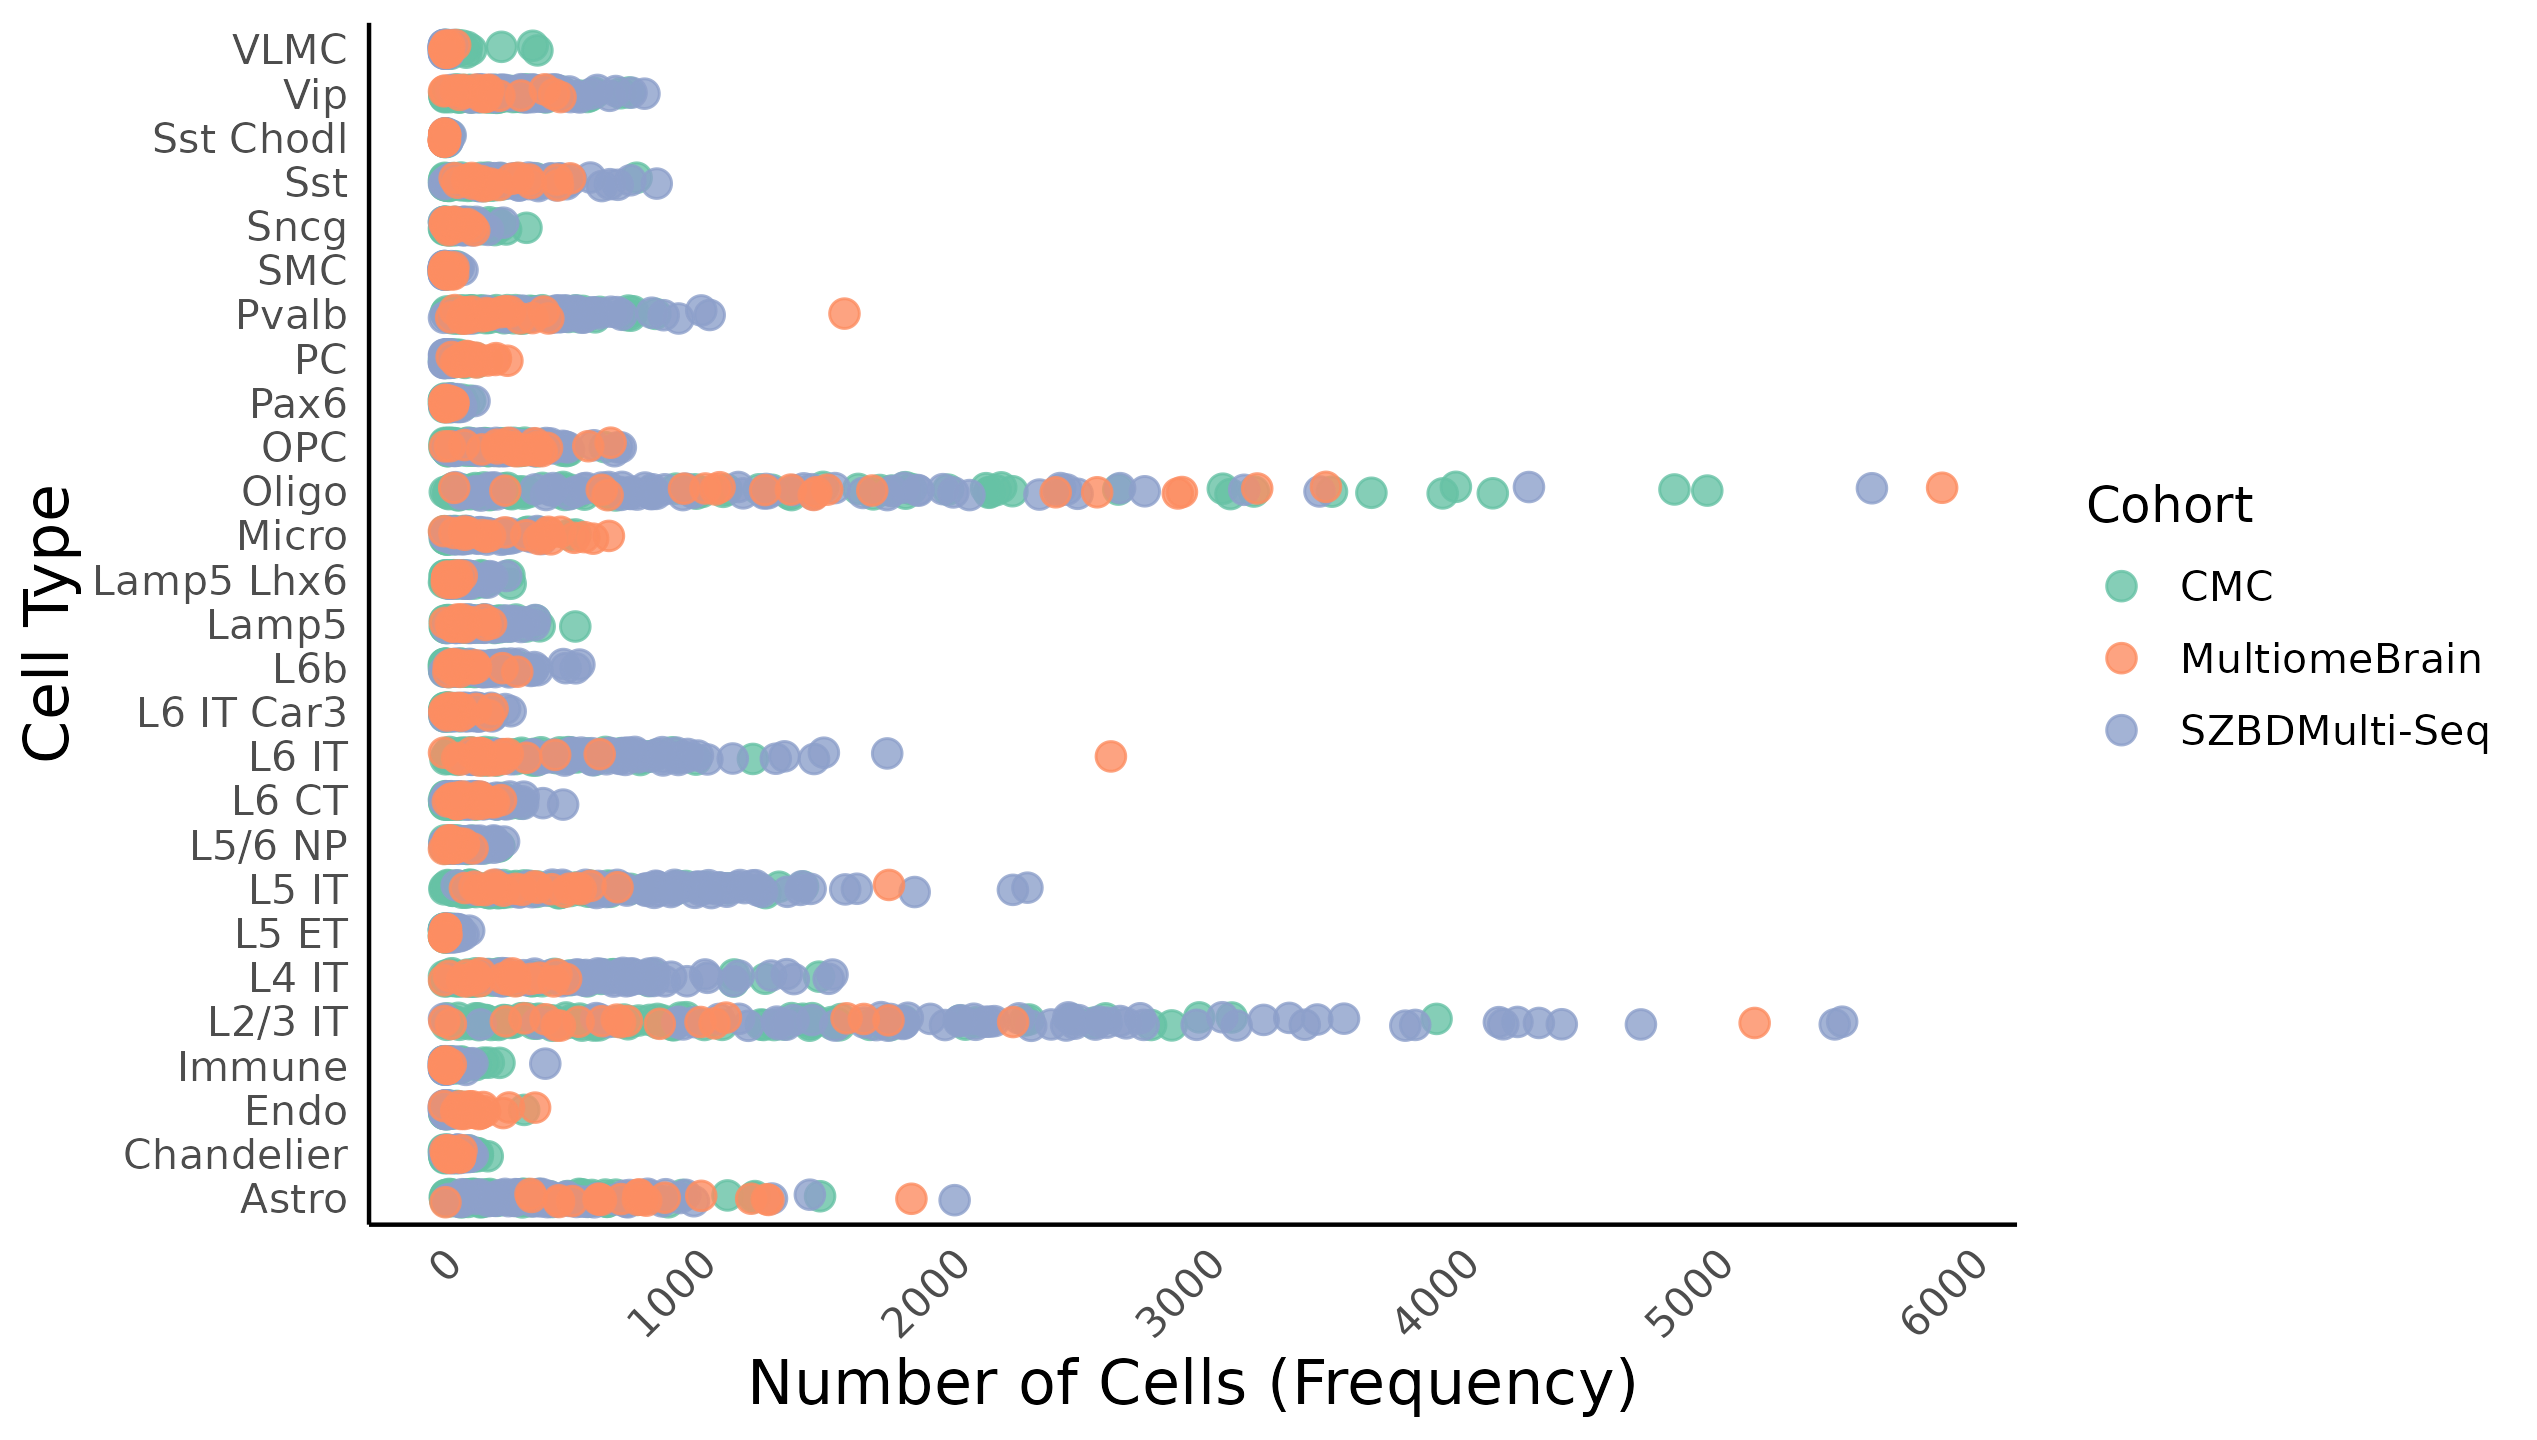 VLMC
Vip
Sst Chodl
Sst
Sncg
SMC
Pvalb
PC
Pax6
OPC
Oligo
Micro
Lamp5 Lhx6
Lamp5
L6b
L6 IT Car3
L6 IT
L6 CT
L5/6 NP
L5 IT
L5 ET
L4 IT
L2/3 IT
Immune
Endo
Chandelier
Astro
Cell Type
0
1000
2000
3000
4000
5000
6000
Number of Cells (Frequency)
Cohort
CMC
MultiomeBrain
SZBDMulti-Seq